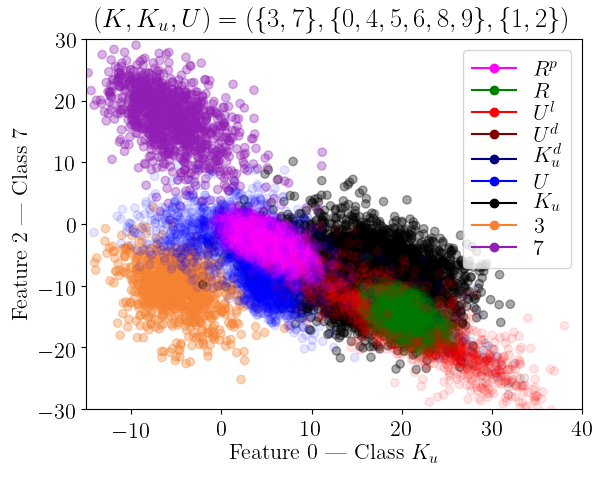 (K, K_u, U) = ({3, 7}, {0, 4, 5, 6, 8, 9}, {1, 2})
30
20
10
0
−10
−20
−30
Feature 2 — Class 7
R^p
R
U^l
U^d
K_u^d
U
K_u
3
7
−10
0
10
20
30
40
Feature 0 — Class K_u